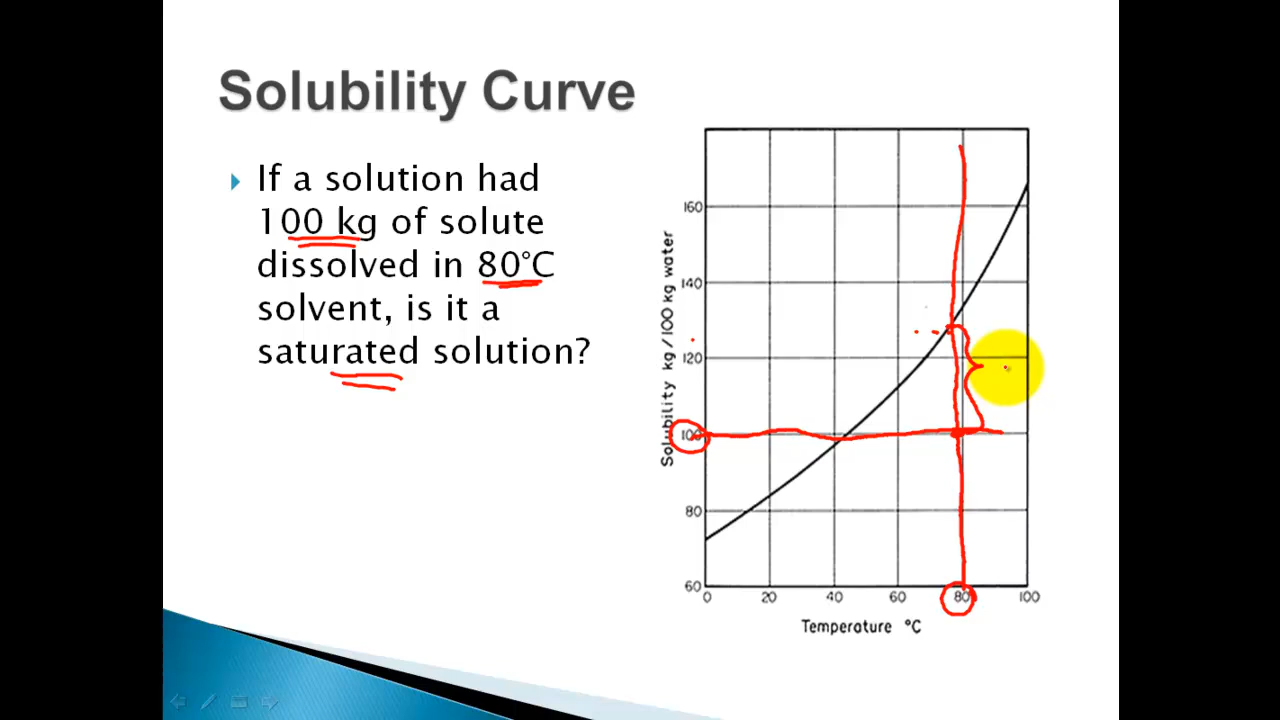 Solubility Curve
If a solution had
100 kg of solute
dissolved in 80°C
solvent, is it a
saturated solution?
Solubility kg / 100 kg water
160
140
120
100
80
60
0 20 40 60 80 100
Temperature °C